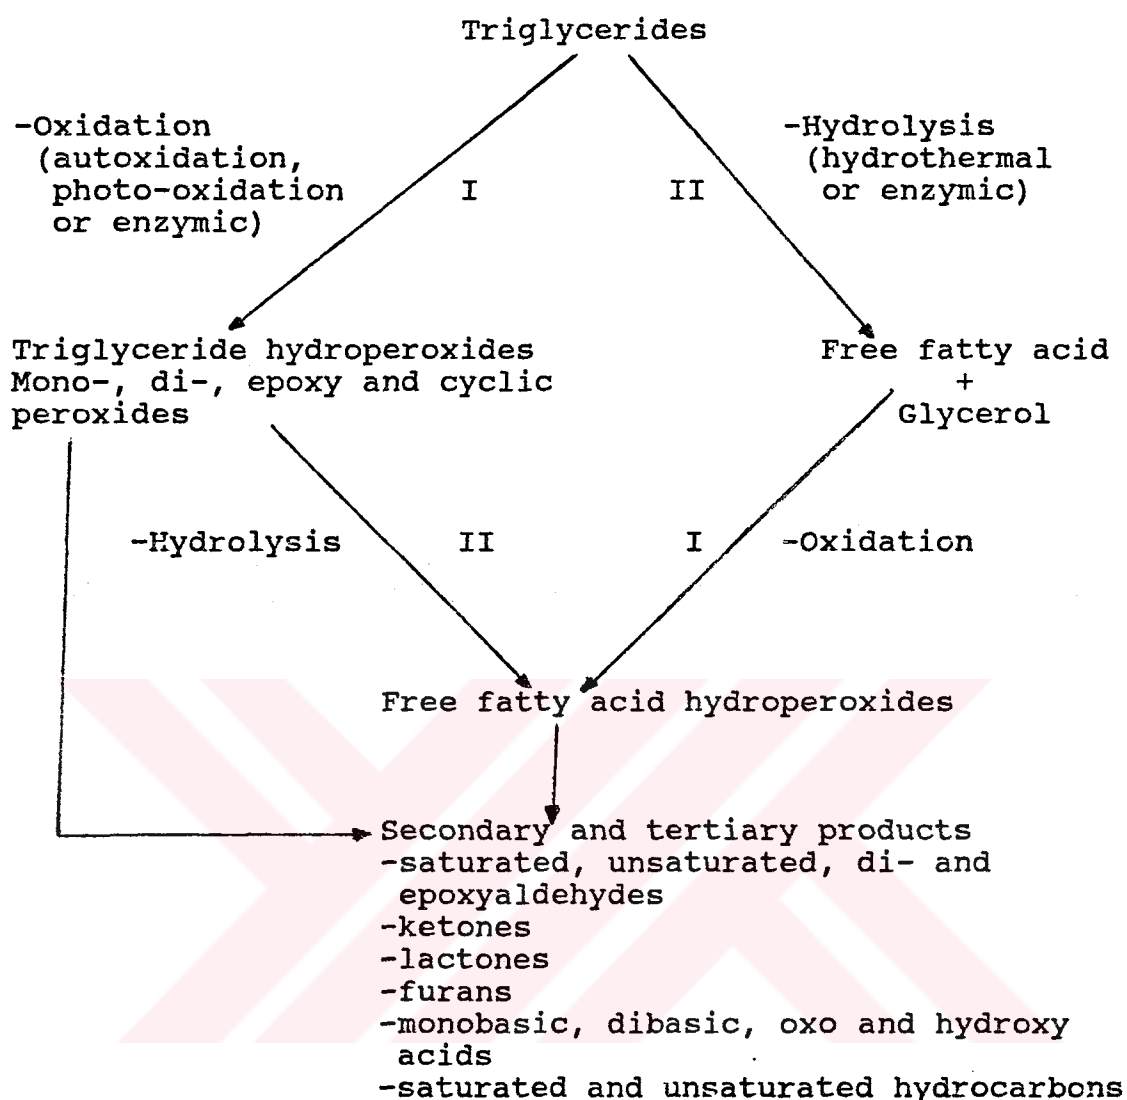 Triglycerides
-Oxidation
(autoxidation,
photo-oxidation
or enzymic)
I
II
-Hydrolysis
(hydrothermal
or enzymic)
Triglyceride hydroperoxides
Mono-, di-, epoxy and cyclic
peroxides
Free fatty acid
+
Glycerol
-Hydrolysis
II
I
-Oxidation
Free fatty acid hydroperoxides
Secondary and tertiary products
-saturated, unsaturated, di- and
epoxyaldehydes
-ketones
-lactones
-furans
-monobasic, dibasic, oxo and hydroxy
acids
-saturated and unsaturated hydrocarbons